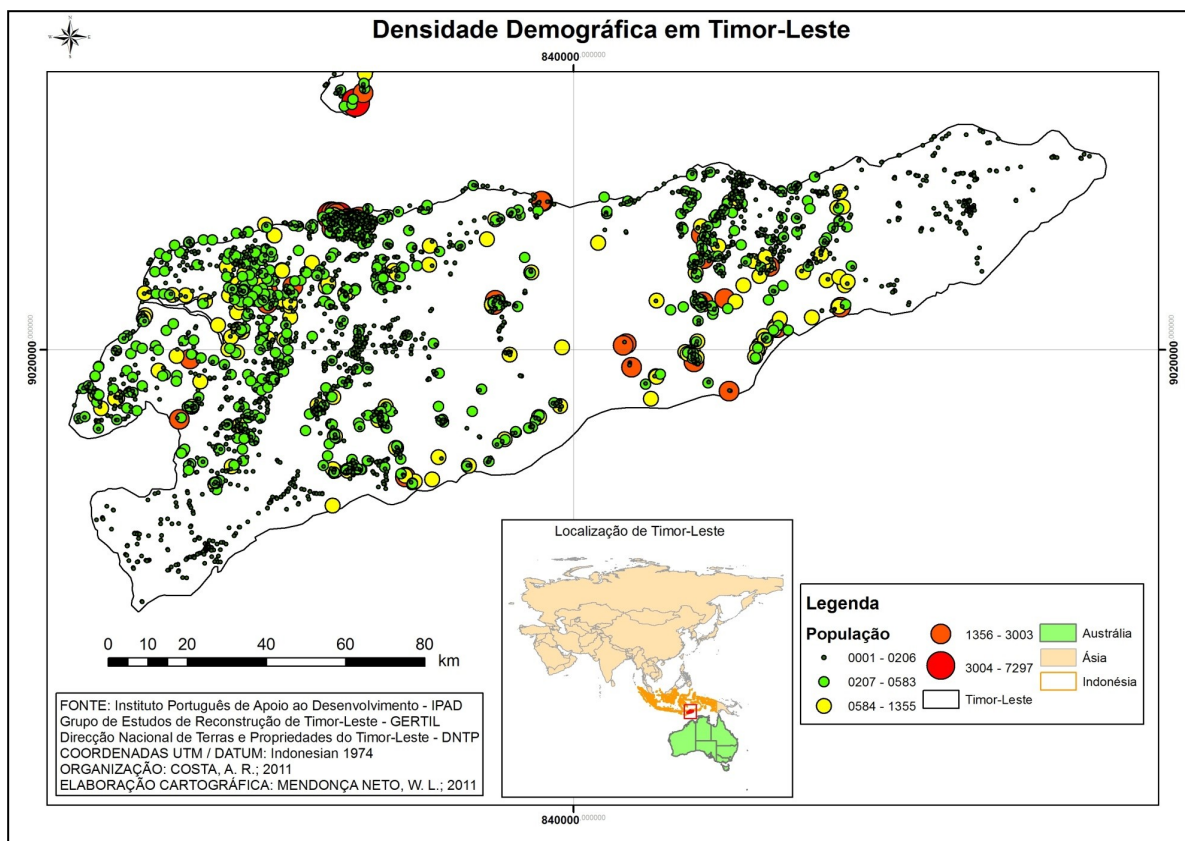 Densidade Demográfica em Timor-Leste
840000.000000
9020000.000000
9020000.000000
Localização de Timor-Leste
0 10 20 40 60 80
km
FONTE: Instituto Português de Apoio ao Desenvolvimento - IPAD
Grupo de Estudos de Reconstrução de Timor-Leste - GERTIL
Direcção Nacional de Terras e Propriedades do Timor-Leste - DNTP
COORDENADAS UTM / DATUM: Indonesian 1974
ORGANIZAÇÃO: COSTA, A. R.; 2011
ELABORAÇÃO CARTOGRÁFICA: MENDONÇA NETO, W. L.; 2011
Legenda
População
0001 - 0206
0207 - 0583
0584 - 1355
1356 - 3003
3004 - 7297
Timor-Leste
Austrália
Ásia
Indonésia
840000.000000